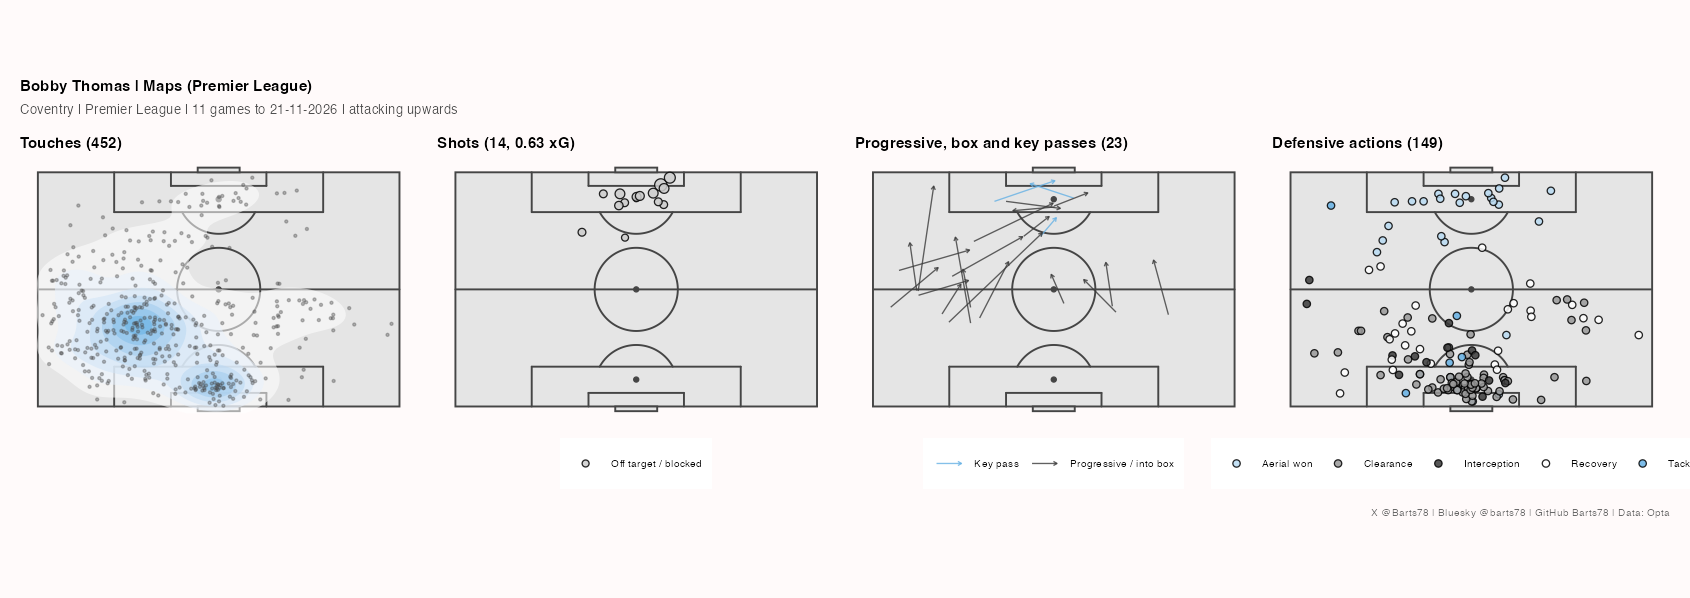 Bobby Thomas | Maps (Premier League)
Coventry | Premier League | 11 games to 21-11-2026 | attacking upwards
Touches (452)
Shots (14, 0.63 xG)
Progressive, box and key passes (23)
Defensive actions (149)
Off target / blocked
Key pass
Progressive / into box
Aerial won
Clearance
Interception
Recovery
Tack
X @Barts78 | Bluesky @barts78 | GitHub Barts78 | Data: Opta